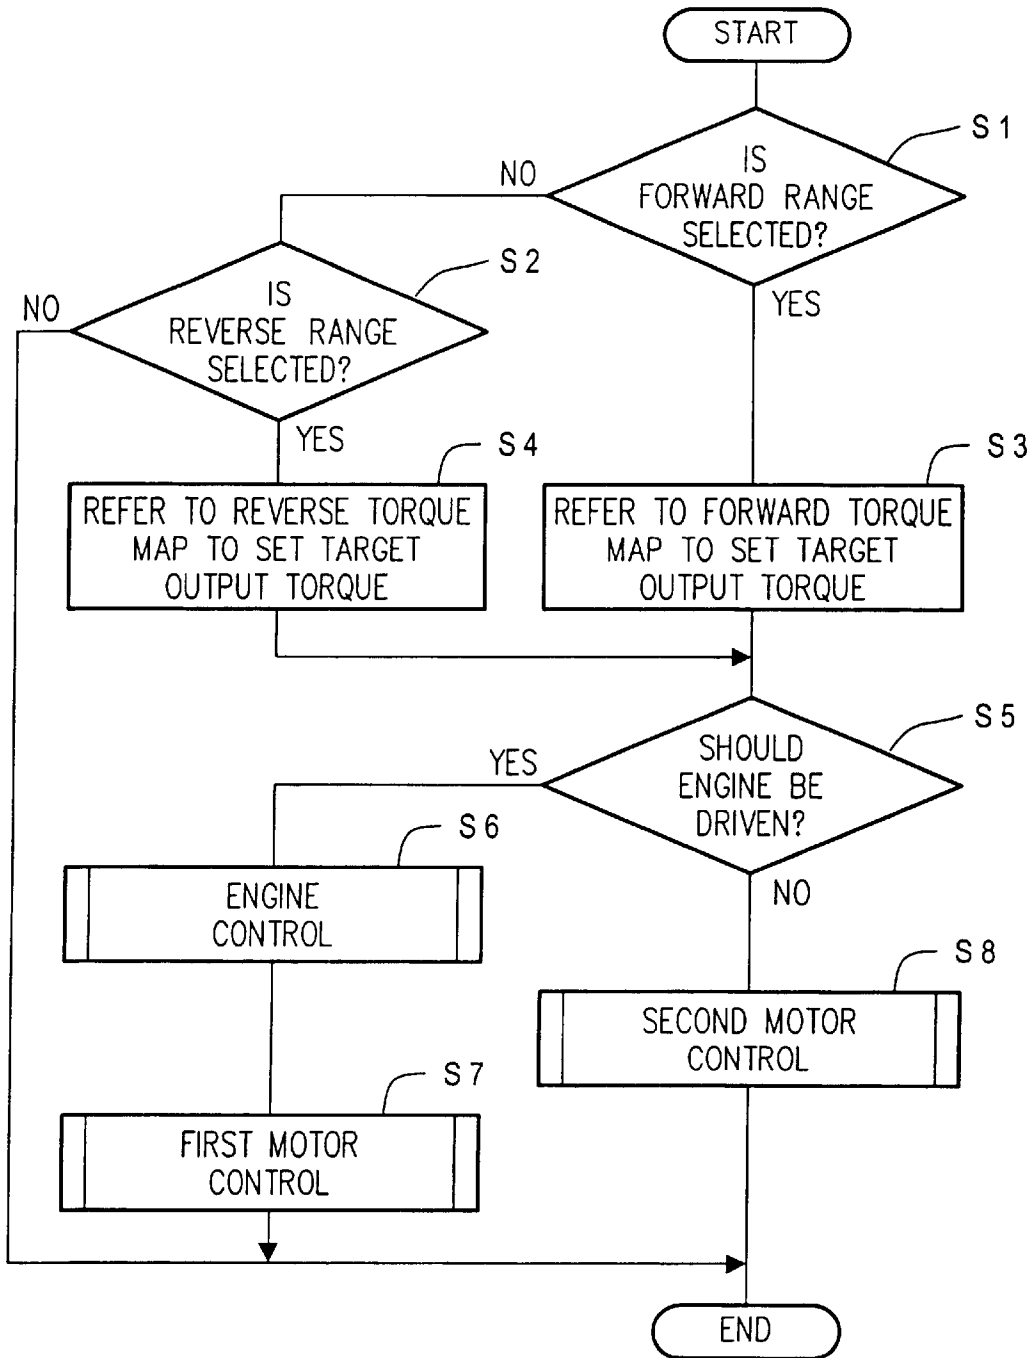 START
S1
IS
FORWARD RANGE
SELECTED?
NO
YES
S2
IS
REVERSE RANGE
SELECTED?
NO
YES
S4
REFER TO REVERSE TORQUE
MAP TO SET TARGET
OUTPUT TORQUE
S3
REFER TO FORWARD TORQUE
MAP TO SET TARGET
OUTPUT TORQUE
S5
SHOULD
ENGINE BE
DRIVEN?
YES
NO
S6
ENGINE
CONTROL
S8
SECOND MOTOR
CONTROL
S7
FIRST MOTOR
CONTROL
END